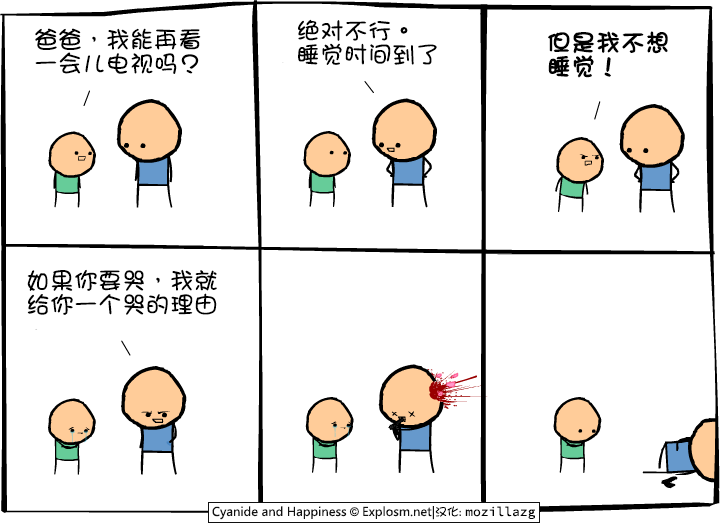 爸爸，我能再看
一会儿电视吗？
绝对不行。
睡觉时间到了
但是我不想
睡觉！
如果你要哭，我就
给你一个哭的理由
Cyanide and Happiness © Explosm.net|汉化: mozillazg